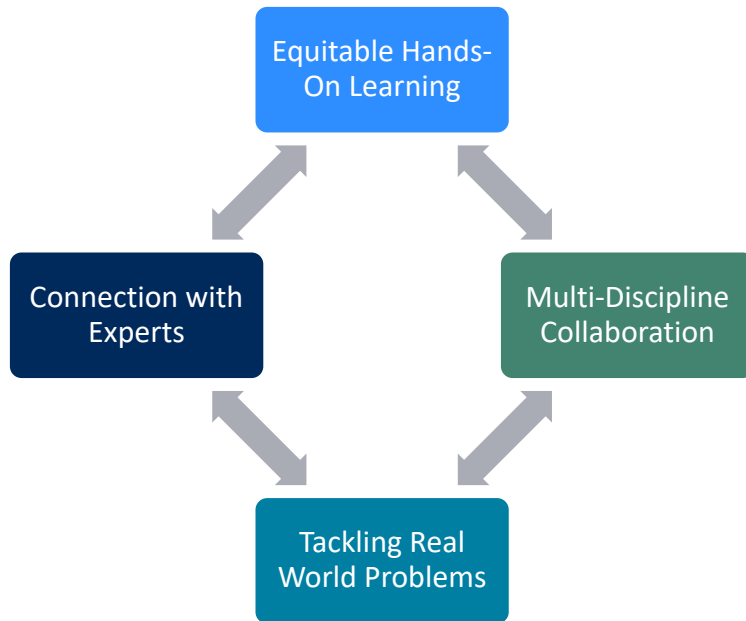 Equitable Hands-
On Learning
Connection with
Experts
Multi-Discipline
Collaboration
Tackling Real
World Problems